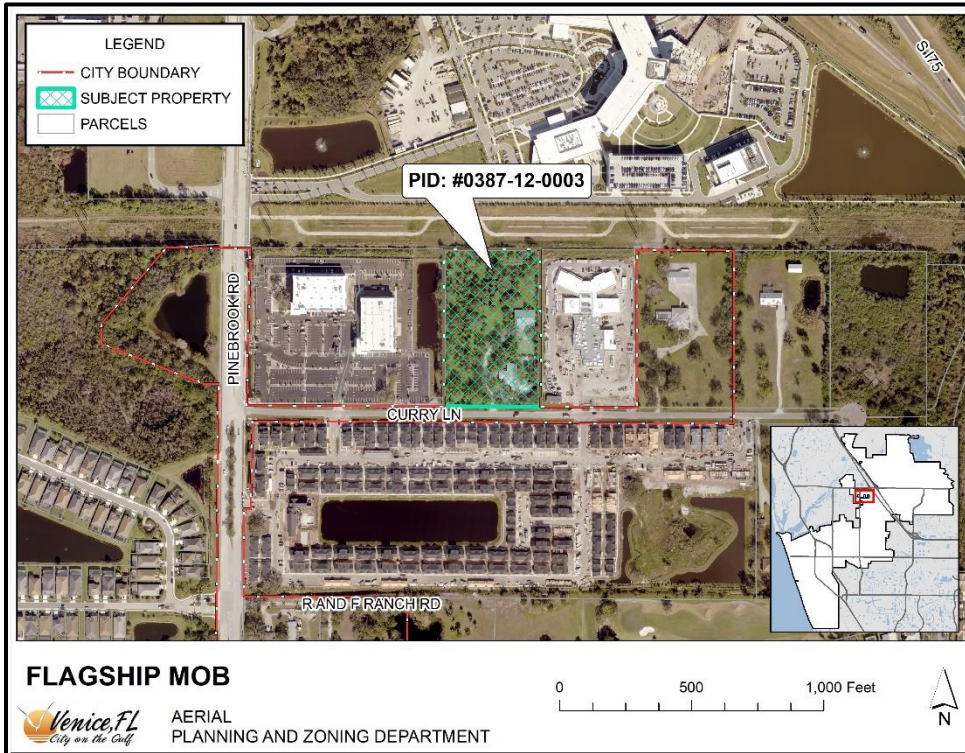 LEGEND
CITY BOUNDARY
SUBJECT PROPERTY
PARCELS
S I75
PID: #0387-12-0003
PINEBROOK RD
CURRY LN
R AND F RANCH RD
FLAGSHIP MOB
0 500 1,000 Feet
Venice, FL
City on the Gulf
AERIAL
PLANNING AND ZONING DEPARTMENT
N